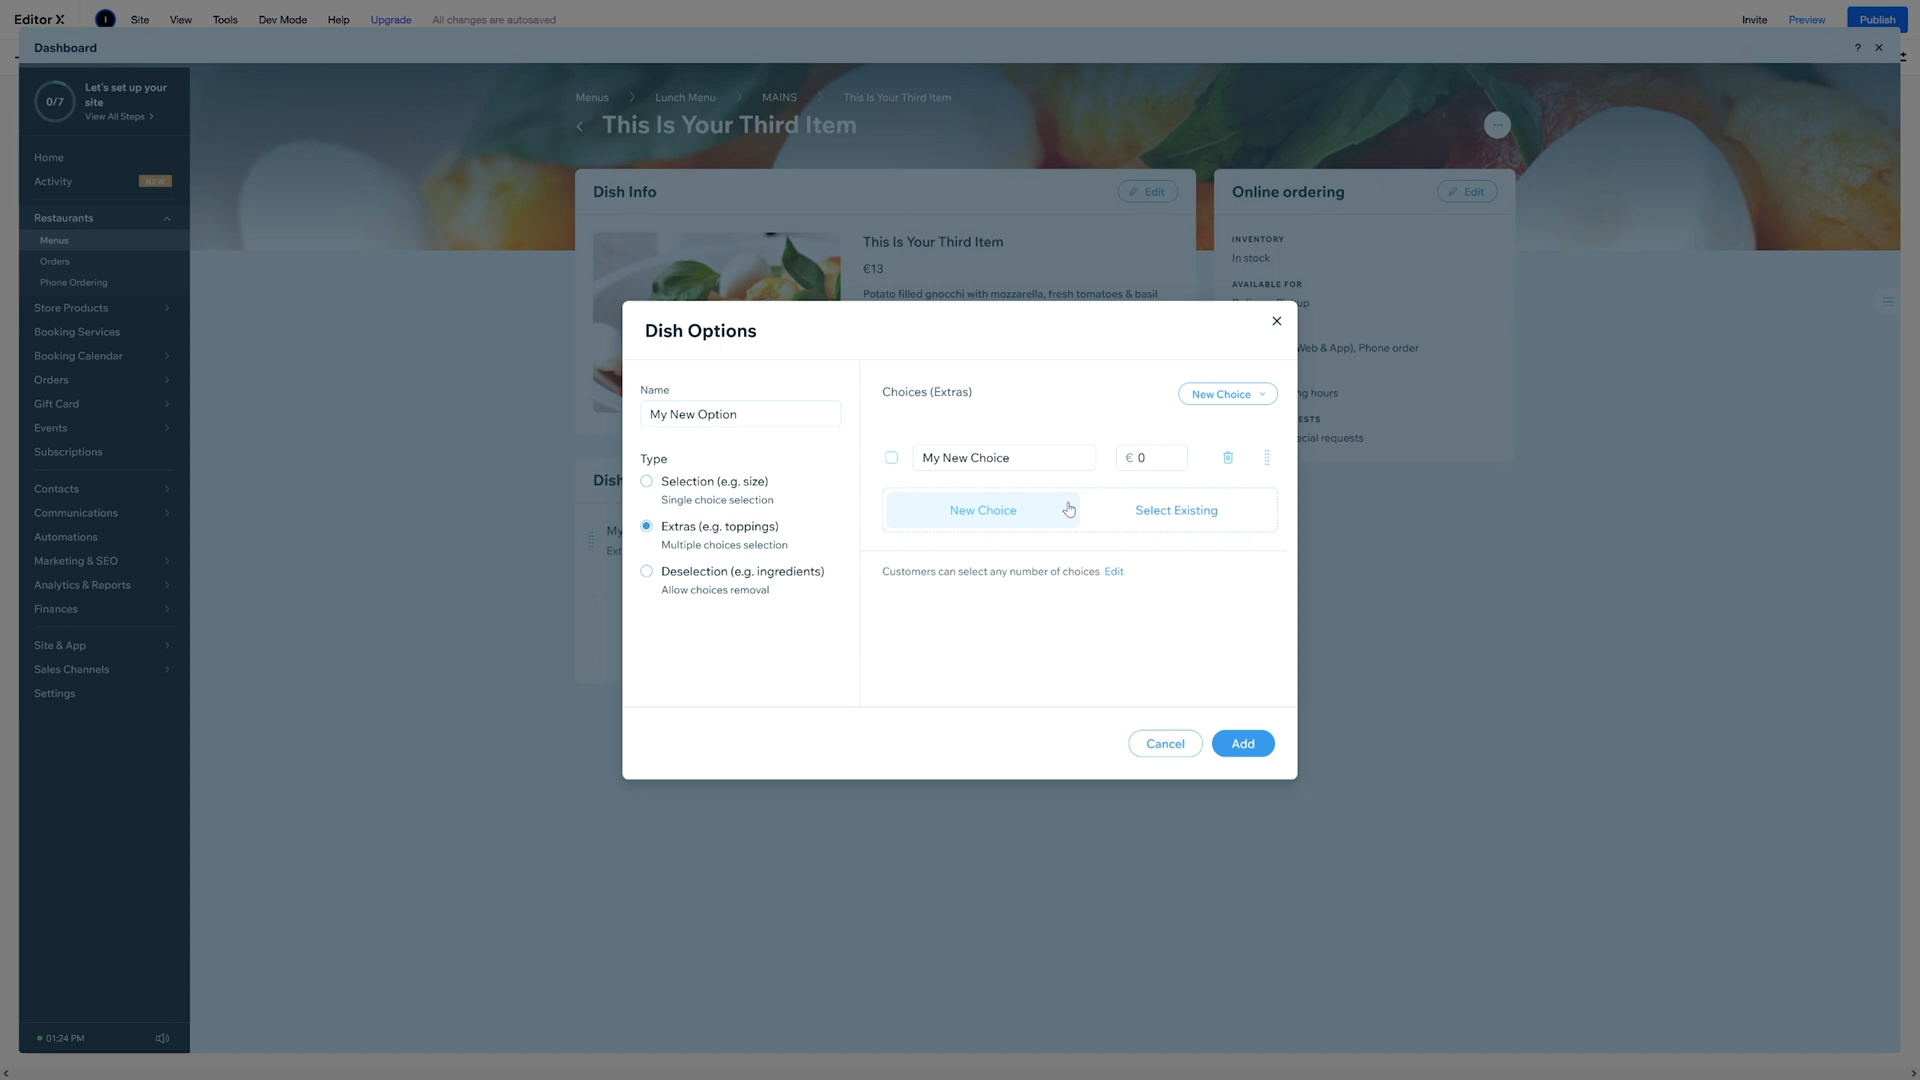 Editor X
Site
View
Tools
Dev Mode
Help
Upgrade
All changes are autosaved
Invite
Preview
Publish
Dashboard
?
0/7
Let's set up your
site
View All Steps
Home
Activity
NEW
Restaurants
Menus
Orders
Phone Ordering
Store Products
Booking Services
Booking Calendar
Orders
Gift Card
Events
Subscriptions
Contacts
Communications
Automations
Marketing & SEO
Analytics & Reports
Finances
Site & App
Sales Channels
Settings
01:24 PM
Menus
Lunch Menu
MAINS
This Is Your Third Item
This Is Your Third Item
Dish Info
Edit
This Is Your Third Item
€13
Potato filled gnocchi with mozzarella, fresh tomatoes & basil
Online ordering
Edit
INVENTORY
In stock
AVAILABLE FOR
Web & App), Phone order
ng hours
ESTS
ecial requests
Dish
My
Ext
Dish Options
Name
My New Option
Type
Selection (e.g. size)
Single choice selection
Extras (e.g. toppings)
Multiple choices selection
Deselection (e.g. ingredients)
Allow choices removal
Choices (Extras)
New Choice
My New Choice
€ 0
New Choice
Select Existing
Customers can select any number of choices Edit
Cancel
Add